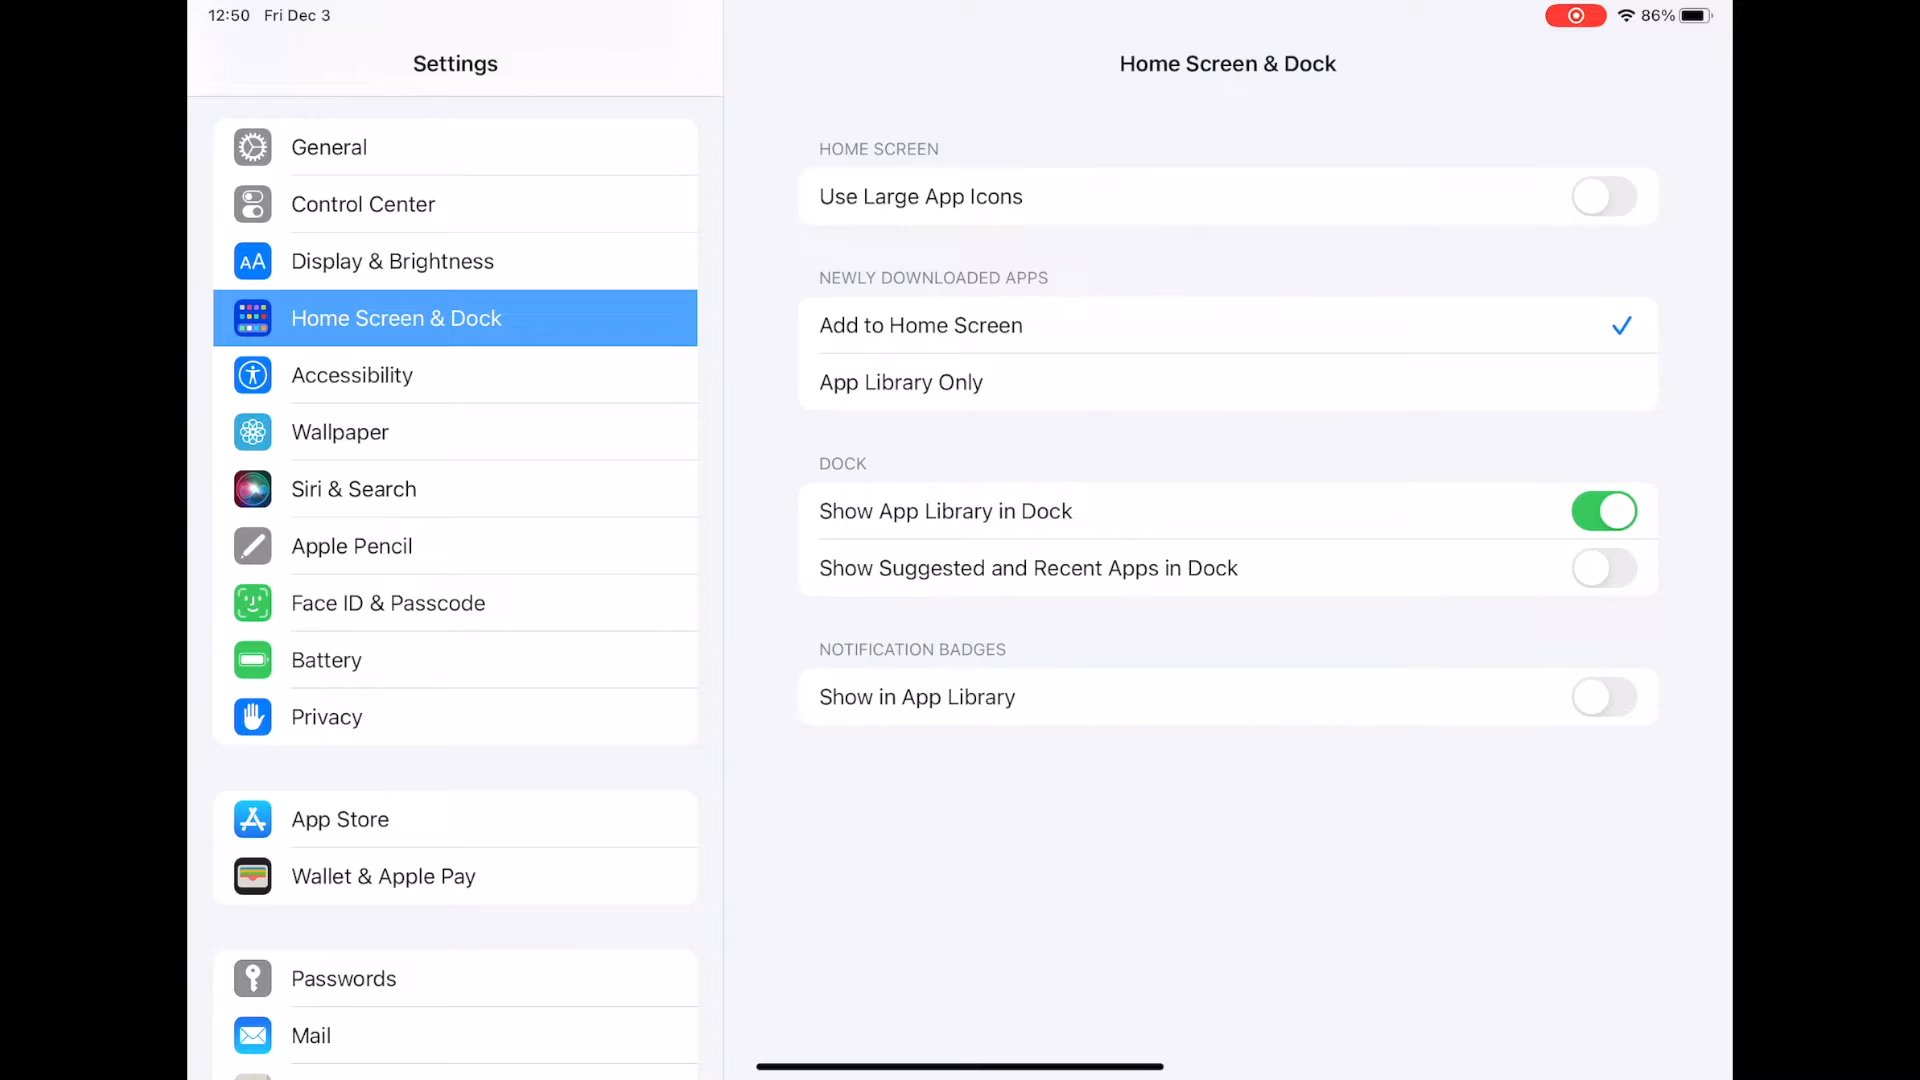 12:50 Fri Dec 3
86%
Settings
General
Control Center
AA Display & Brightness
Home Screen & Dock
Accessibility
Wallpaper
Siri & Search
Apple Pencil
Face ID & Passcode
Battery
Privacy
App Store
Wallet & Apple Pay
Passwords
Mail
Home Screen & Dock
HOME SCREEN
Use Large App Icons
NEWLY DOWNLOADED APPS
Add to Home Screen
App Library Only
DOCK
Show App Library in Dock
Show Suggested and Recent Apps in Dock
NOTIFICATION BADGES
Show in App Library